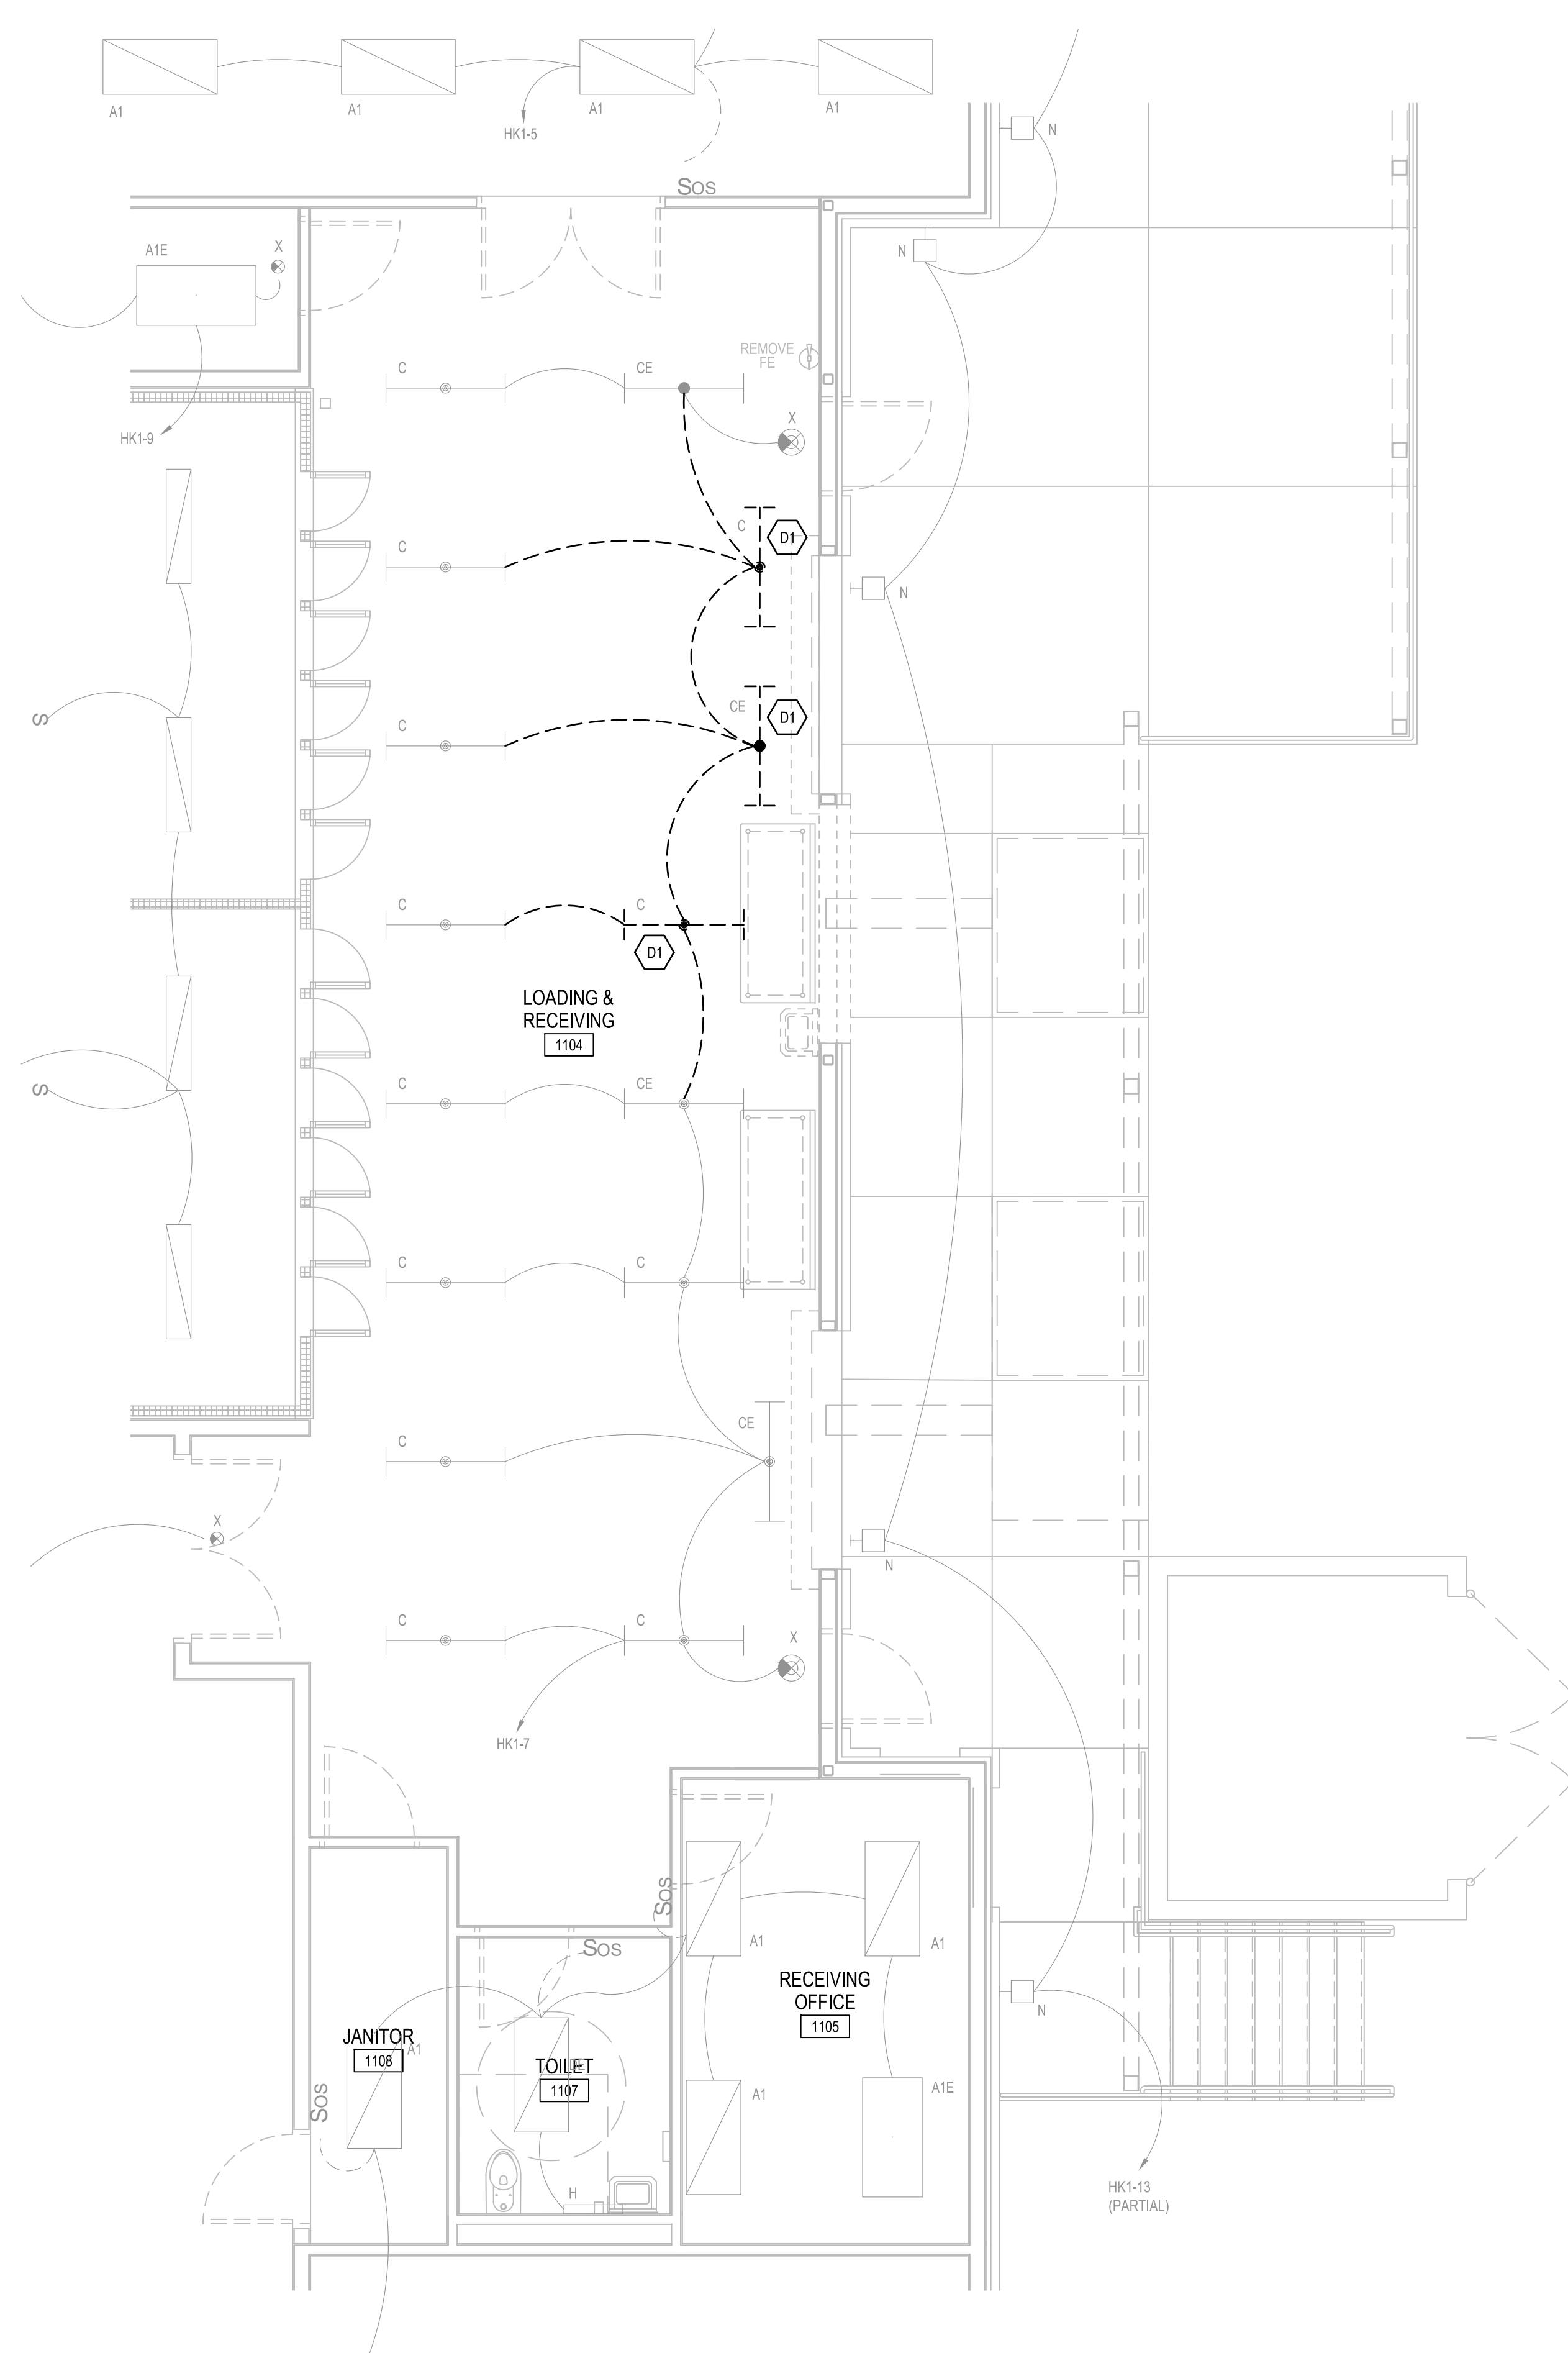 A1
A1
A1
A1
HK1-5
N
SOS
A1E
X
N
REMOVE
FE
C
CE
X
HK1-9
C
D1
C
N
CE
D1
S
C
C
C
D1
LOADING &
RECEIVING
1104
S
C
CE
C
C
CE
C
X
N
C
C
X
HK1-7
SOS
A1
A1
SOS
RECEIVING
OFFICE
1105
N
JANITOR
A1
1108
TOILET
1107
SOS
A1
A1E
H
HK1-13
(PARTIAL)